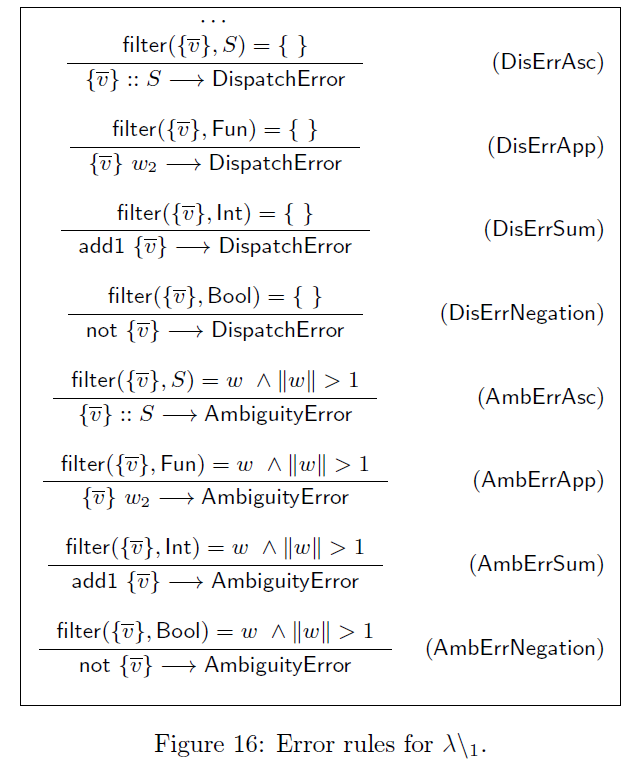 ...
filter({v̅}, S) = { }
{v̅} :: S ⟶ DispatchError (DisErrAsc)
filter({v̅}, Fun) = { }
{v̅} w₂ ⟶ DispatchError (DisErrApp)
filter({v̅}, Int) = { }
add1 {v̅} ⟶ DispatchError (DisErrSum)
filter({v̅}, Bool) = { }
not {v̅} ⟶ DispatchError (DisErrNegation)
filter({v̅}, S) = w ∧ ‖w‖ > 1
{v̅} :: S ⟶ AmbiguityError (AmbErrAsc)
filter({v̅}, Fun) = w ∧ ‖w‖ > 1
{v̅} w₂ ⟶ AmbiguityError (AmbErrApp)
filter({v̅}, Int) = w ∧ ‖w‖ > 1
add1 {v̅} ⟶ AmbiguityError (AmbErrSum)
filter({v̅}, Bool) = w ∧ ‖w‖ > 1
not {v̅} ⟶ AmbiguityError (AmbErrNegation)
Figure 16: Error rules for λ\₁.